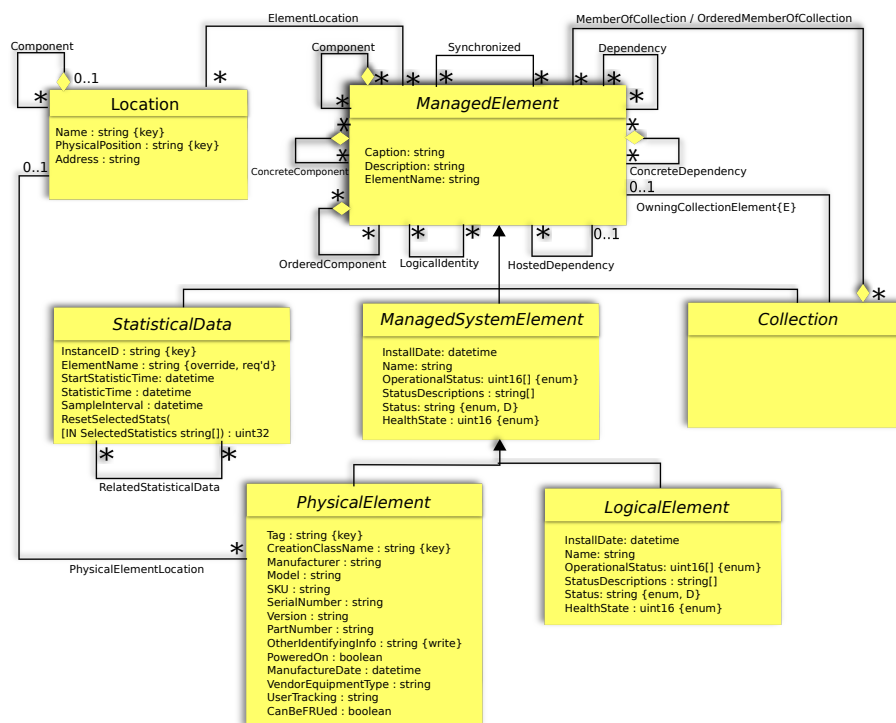 ElementLocation
MemberOfCollection / OrderedMemberOfCollection
Component
Component
Synchronized
Dependency
0..1
*
*
*
*
*
*
*
*
*
*
Location
Name : string {key}
PhysicalPosition : string {key}
Address : string
0..1
ManagedElement
Caption: string
Description: string
ElementName: string
*
*
*
*
ConcreteComponent
ConcreteDependency
0..1
OwningCollectionElement{E}
*
*
*
*
*
0..1
OrderedComponent
LogicalIdentity
HostedDependency
*
StatisticalData
InstanceID : string {key}
ElementName : string {override, req'd}
StartStatisticTime: datetime
StatisticTime : datetime
SampleInterval : datetime
ResetSelectedStats(
[IN SelectedStatistics string[]) : uint32
*
*
RelatedStatisticalData
ManagedSystemElement
InstallDate: datetime
Name: string
OperationalStatus: uint16[] {enum}
StatusDescriptions : string[]
Status: string {enum, D}
HealthState : uint16 {enum}
Collection
PhysicalElement
Tag : string {key}
CreationClassName : string {key}
Manufacturer : string
Model : string
SKU : string
SerialNumber : string
Version : string
PartNumber : string
OtherIdentifyingInfo : string {write}
PoweredOn : boolean
ManufactureDate : datetime
VendorEquipmentType : string
UserTracking : string
CanBeFRUed : boolean
*
PhysicalElementLocation
LogicalElement
InstallDate: datetime
Name: string
OperationalStatus: uint16[] {enum}
StatusDescriptions : string[]
Status: string {enum, D}
HealthState : uint16 {enum}